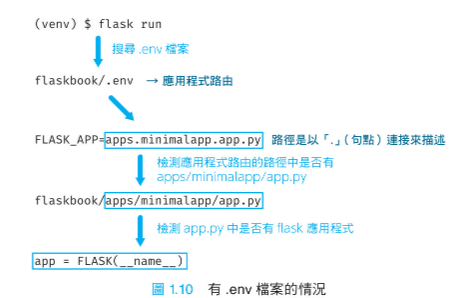 (venv) $ flask run
搜尋 .env 檔案
flaskbook/.env → 應用程式路由
FLASK_APP=apps.minimalapp.app.py 路徑是以「.」(句點) 連接來描述
檢測應用程式路由的路徑中是否有
apps/minimalapp/app.py
flaskbook/apps/minimalapp/app.py
檢測 app.py 中是否有 flask 應用程式
app = FLASK(__name__)
圖 1.10 有 .env 檔案的情況